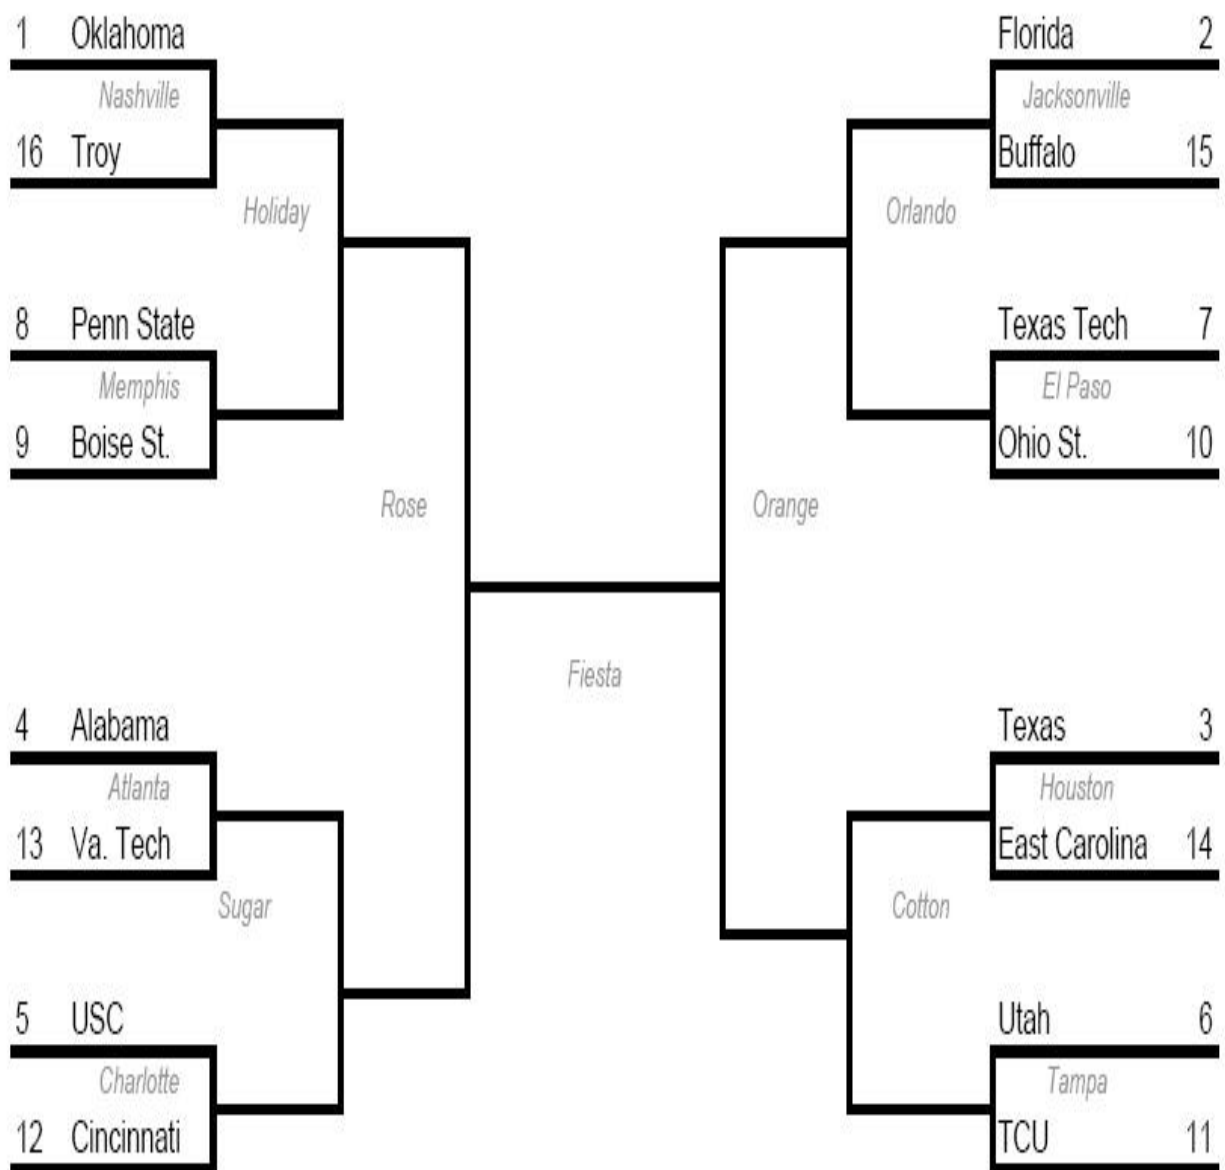 1 Oklahoma
Nashville
16 Troy
Holiday
8 Penn State
Memphis
9 Boise St.
Rose
4 Alabama
Atlanta
13 Va. Tech
Sugar
5 USC
Charlotte
12 Cincinnati
Fiesta
Florida 2
Jacksonville
Buffalo 15
Orlando
Texas Tech 7
El Paso
Ohio St. 10
Orange
Texas 3
Houston
East Carolina 14
Cotton
Utah 6
Tampa
TCU 11